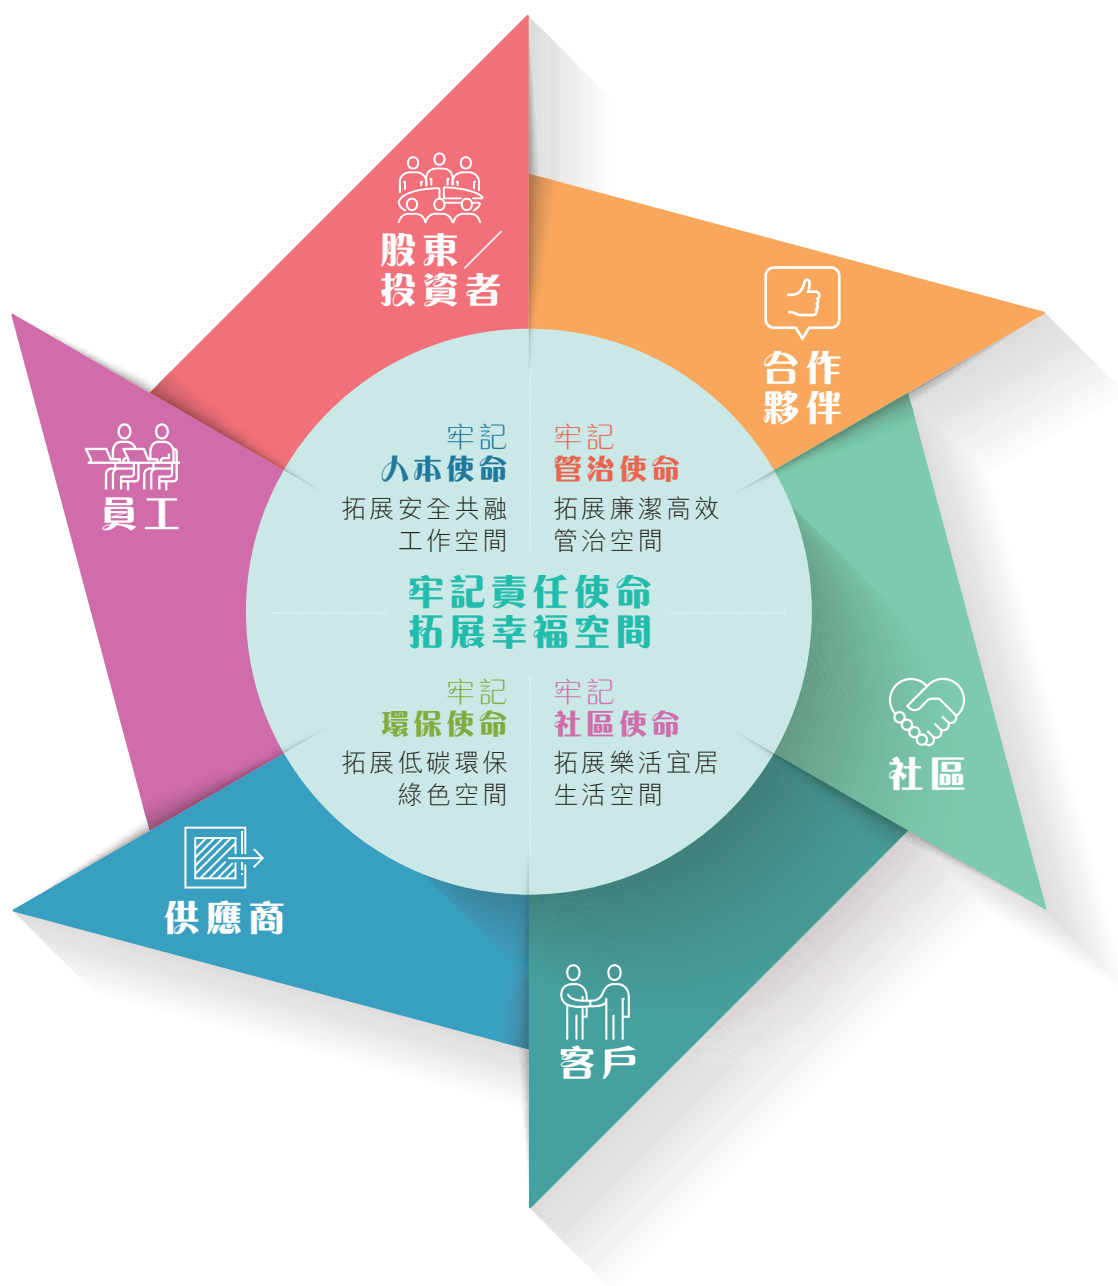 股東／
投資者
合作
夥伴
員工
牢記
人本使命
拓展安全共融
工作空間
牢記
管治使命
拓展廉潔高效
管治空間
牢記責任使命
拓展幸福空間
牢記
環保使命
拓展低碳環保
綠色空間
牢記
社區使命
拓展樂活宜居
生活空間
社區
供應商
客戶